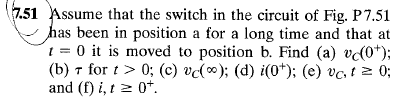 7.51 Assume that the switch in the circuit of Fig. P7.51
has been in position a for a long time and that at
t = 0 it is moved to position b. Find (a) v_C(0⁺);
(b) τ for t > 0; (c) v_C(∞); (d) i(0⁺); (e) v_C, t ≥ 0;
and (f) i, t ≥ 0⁺.